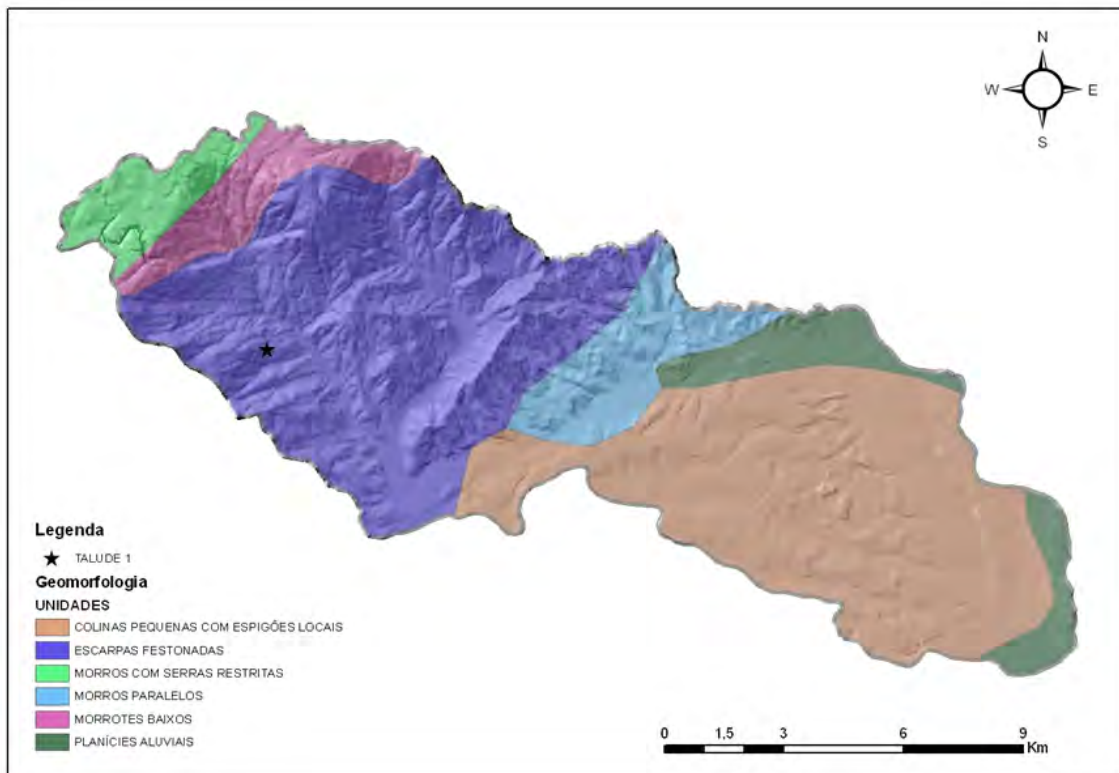 N
W E
S
Legenda
TALUDE 1
Geomorfologia
UNIDADES
COLINAS PEQUENAS COM ESPIGÕES LOCAIS
ESCARPAS FESTONADAS
MORROS COM SERRAS RESTRITAS
MORROS PARALELOS
MORROTES BAIXOS
PLANÍCIES ALUVIAIS
0 1,5 3 6 9
Km